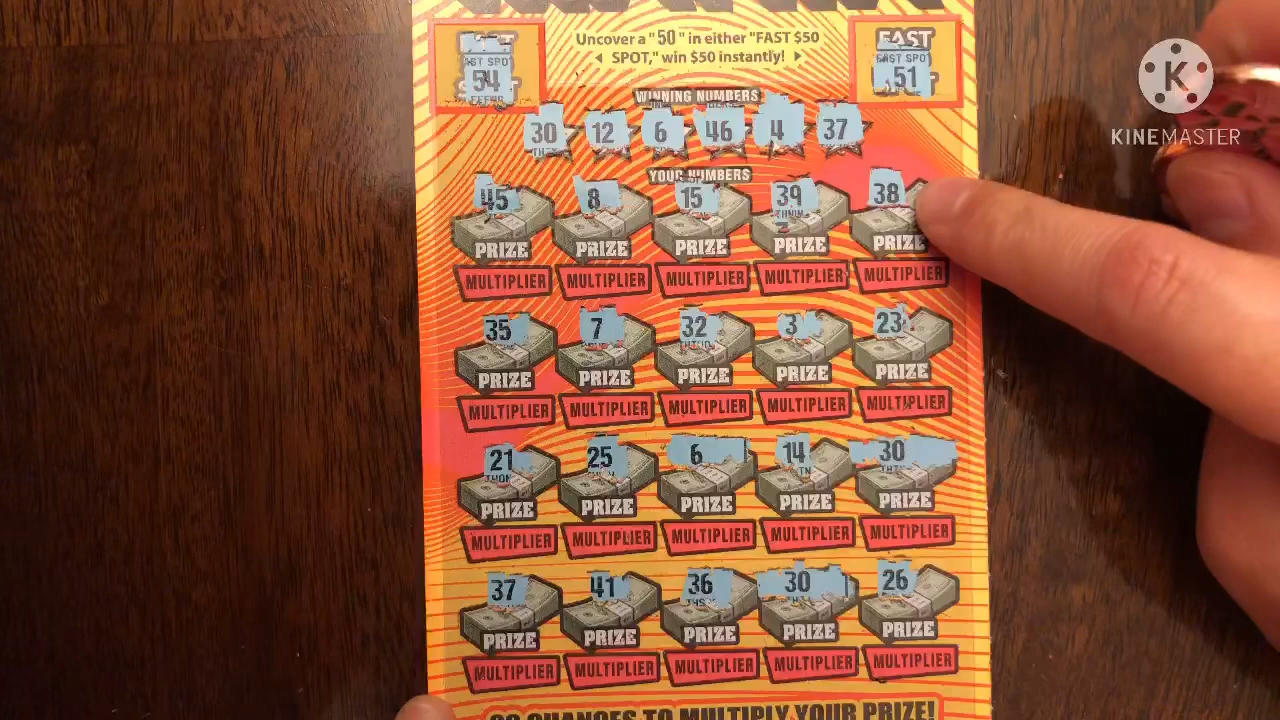 Uncover a "50" in either "FAST $50
SPOT," win $50 instantly!
54
FAST
FAST SPOT
51
KINEMASTER
WINNING NUMBERS
30 12 6 46 4 37
YOUR NUMBERS
45 8 15 39 38
PRIZE PRIZE PRIZE PRIZE PRIZE
MULTIPLIER MULTIPLIER MULTIPLIER MULTIPLIER MULTIPLIER
35 7 32 3 23
PRIZE PRIZE PRIZE PRIZE PRIZE
MULTIPLIER MULTIPLIER MULTIPLIER MULTIPLIER MULTIPLIER
21 25 6 14 30
PRIZE PRIZE PRIZE PRIZE PRIZE
MULTIPLIER MULTIPLIER MULTIPLIER MULTIPLIER MULTIPLIER
37 41 36 30 26
PRIZE PRIZE PRIZE PRIZE PRIZE
MULTIPLIER MULTIPLIER MULTIPLIER MULTIPLIER MULTIPLIER
CHANCES TO MULTIPLY YOUR PRIZE!